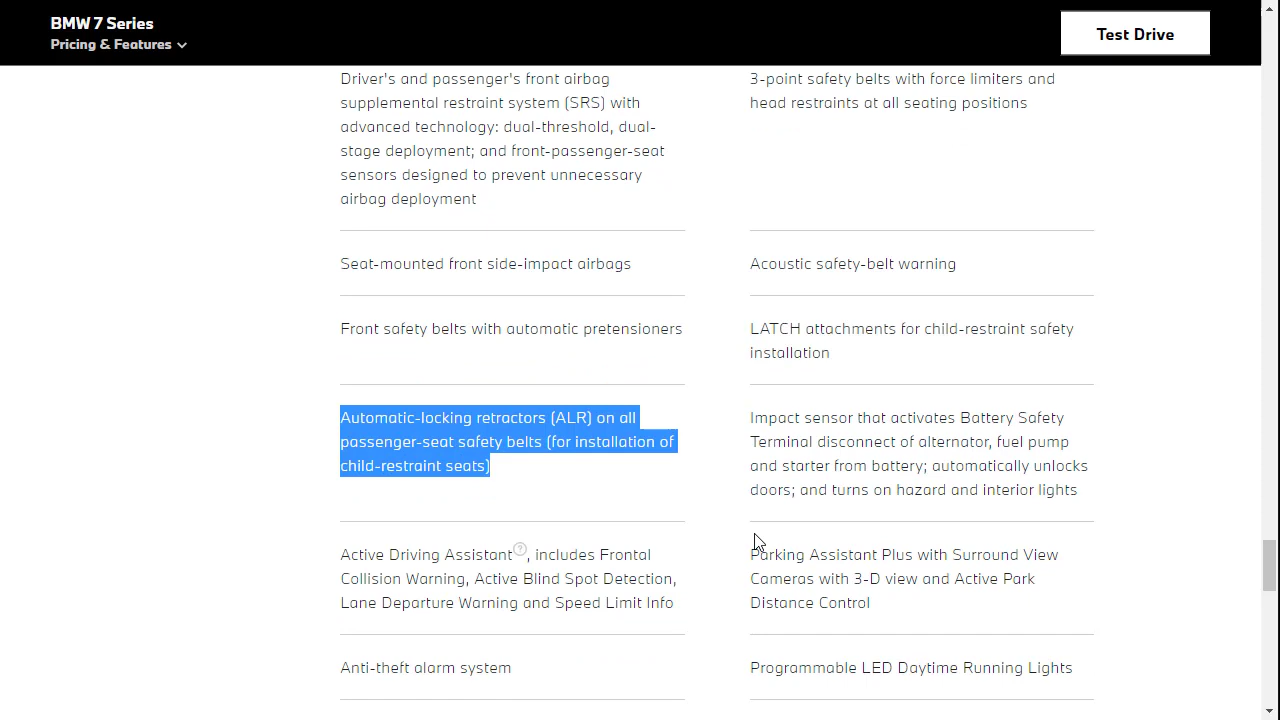 BMW 7 Series
Pricing & Features
Test Drive
Driver's and passenger's front airbag
supplemental restraint system (SRS) with
advanced technology: dual-threshold, dual-
stage deployment; and front-passenger-seat
sensors designed to prevent unnecessary
airbag deployment
3-point safety belts with force limiters and
head restraints at all seating positions
Seat-mounted front side-impact airbags
Acoustic safety-belt warning
Front safety belts with automatic pretensioners
LATCH attachments for child-restraint safety
installation
Automatic-locking retractors (ALR) on all
passenger-seat safety belts (for installation of
child-restraint seats)
Impact sensor that activates Battery Safety
Terminal disconnect of alternator, fuel pump
and starter from battery; automatically unlocks
doors; and turns on hazard and interior lights
Active Driving Assistant?, includes Frontal
Collision Warning, Active Blind Spot Detection,
Lane Departure Warning and Speed Limit Info
Parking Assistant Plus with Surround View
Cameras with 3-D view and Active Park
Distance Control
Anti-theft alarm system
Programmable LED Daytime Running Lights